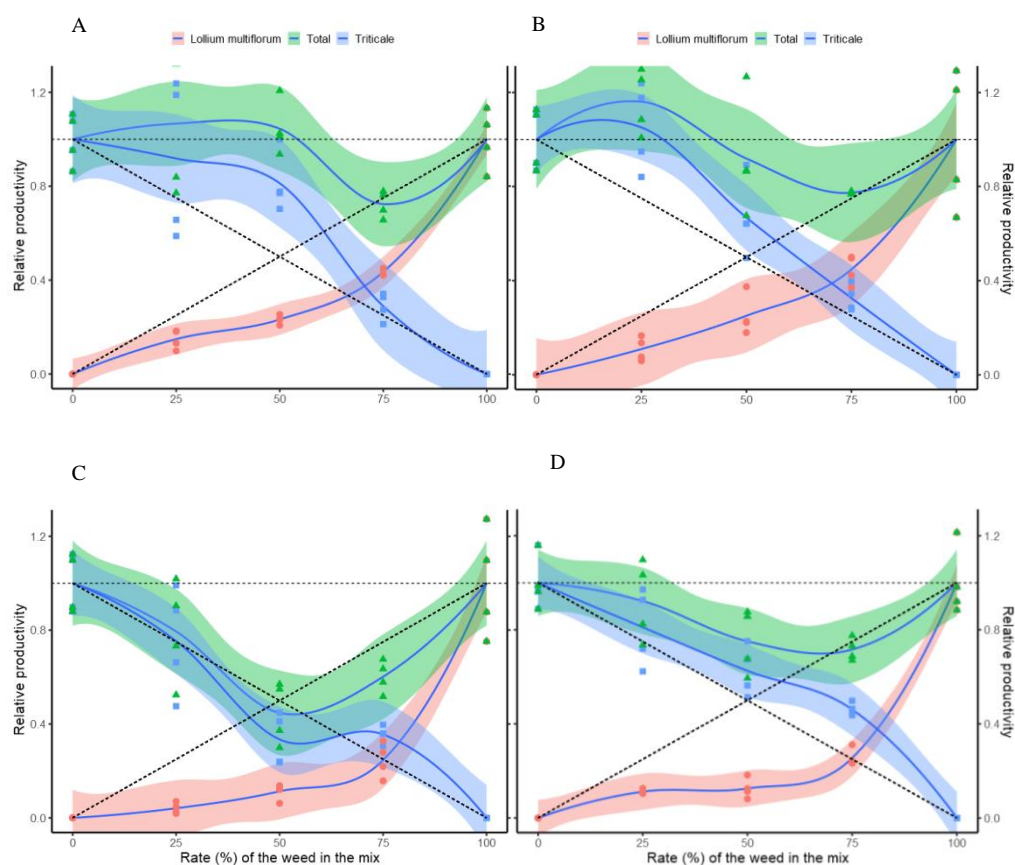 A
B
Lollium multiflorum Total Triticale
Lollium multiflorum Total Triticale
Relative productivity
1.2
0.8
0.4
0.0
0 25 50 75 100
0 25 50 75 100
1.2
0.8
0.4
0.0
Relative productivity
C
D
Relative productivity
1.2
0.8
0.4
0.0
0 25 50 75 100
Rate (%) of the weed in the mix
0 25 50 75 100
Rate (%) of the weed in the mix
1.2
0.8
0.4
0.0
Relative productivity